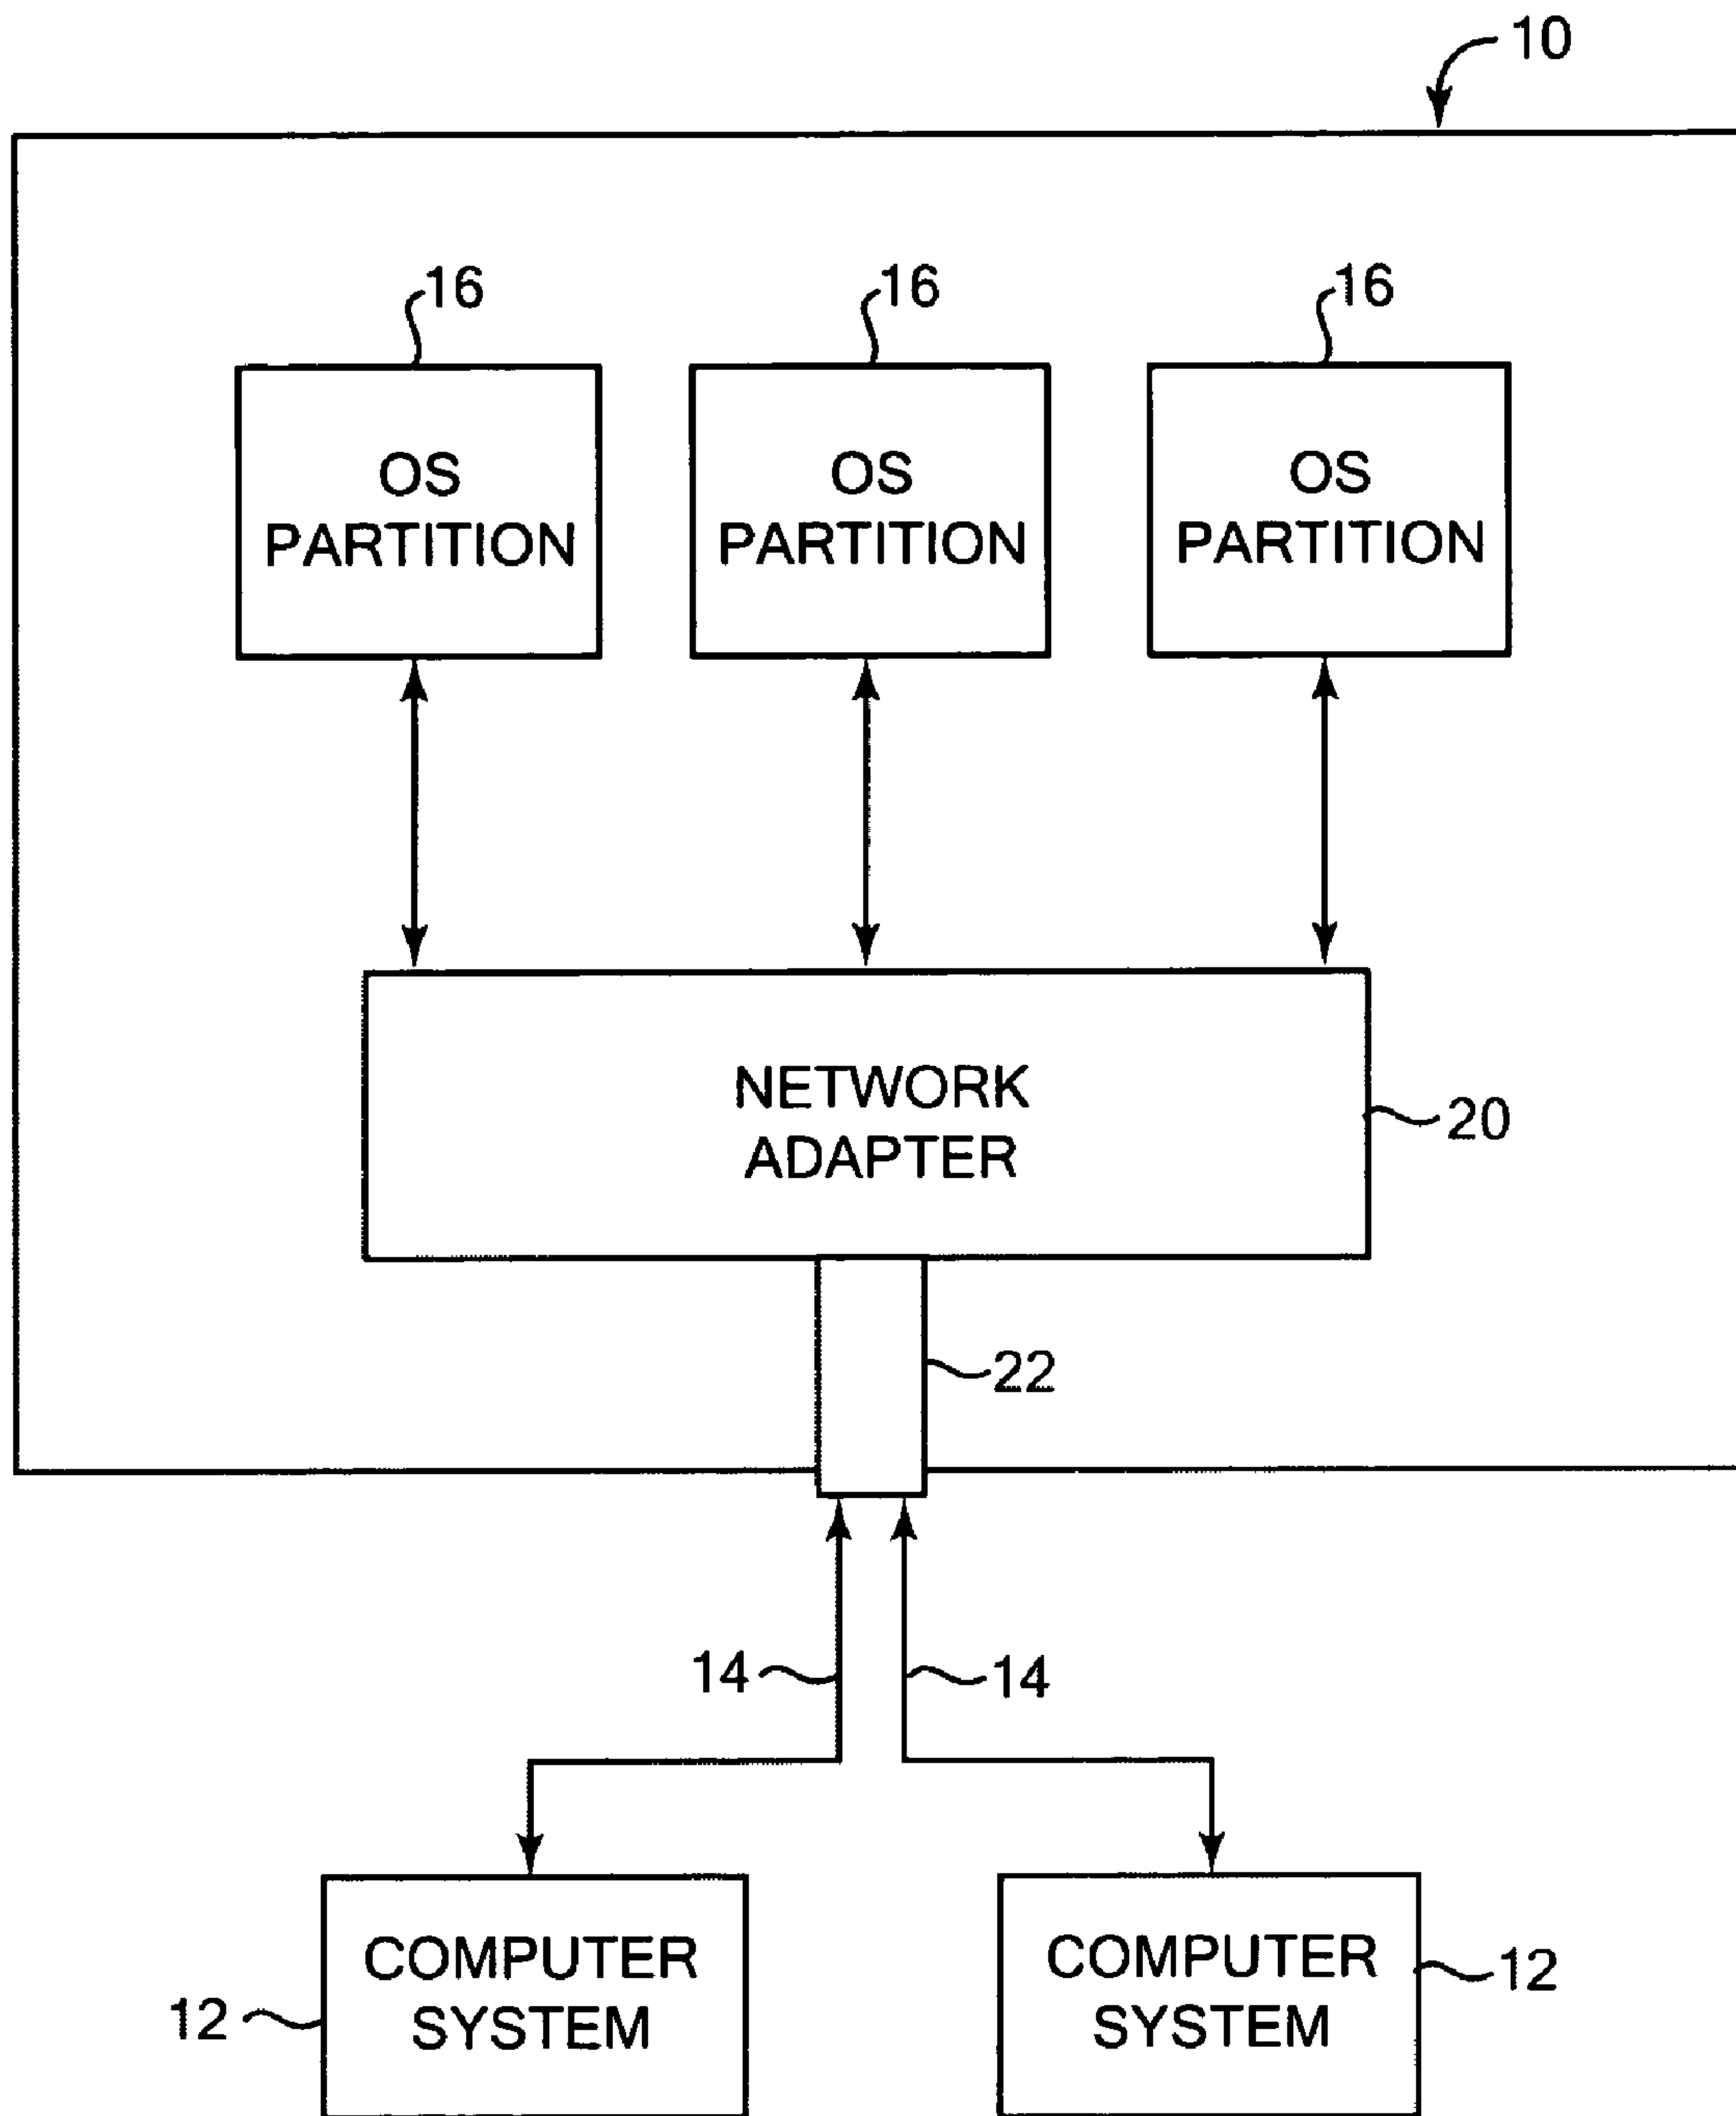 10
16 16 16
OS
PARTITION
OS
PARTITION
OS
PARTITION
NETWORK
ADAPTER
20
22
14 14
COMPUTER
SYSTEM
12
COMPUTER
SYSTEM
12